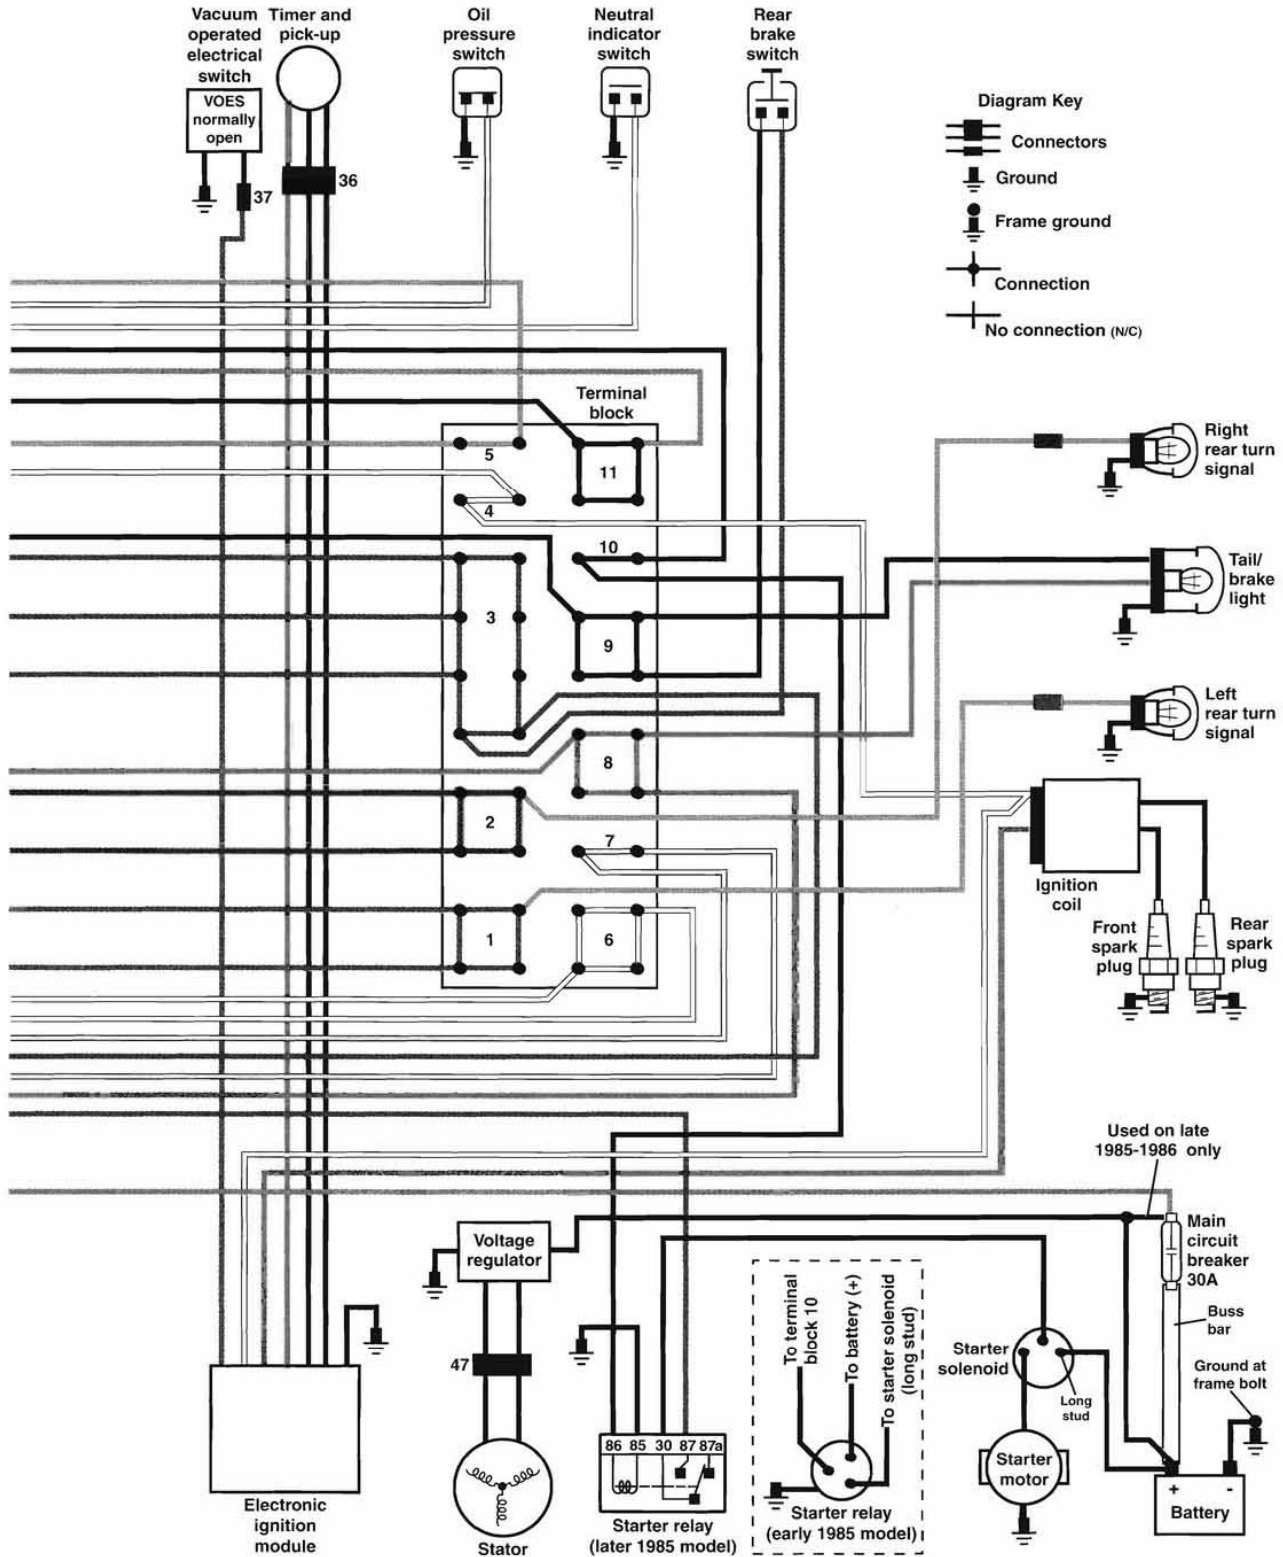 Vacuum
operated
electrical
switch
Timer and
pick-up
Oil
pressure
switch
Neutral
indicator
switch
Rear
brake
switch
VOES
normally
open
37
36
Diagram Key
Connectors
Ground
Frame ground
Connection
No connection (N/C)
Terminal
block
5
11
4
10
3
9
8
2
7
1
6
Right
rear turn
signal
Tail/
brake
light
Left
rear turn
signal
Ignition
coil
Front
spark
plug
Rear
spark
plug
Used on late
1985-1986 only
Main
circuit
breaker
30A
Buss
bar
Ground at
frame bolt
Voltage
regulator
47
Stator
Electronic
ignition
module
86 85 30 87 87a
Starter relay
(later 1985 model)
To terminal
block 10
To battery (+)
To starter solenoid
(long stud)
Starter relay
(early 1985 model)
Starter
solenoid
Long
stud
Starter
motor
+ -
Battery